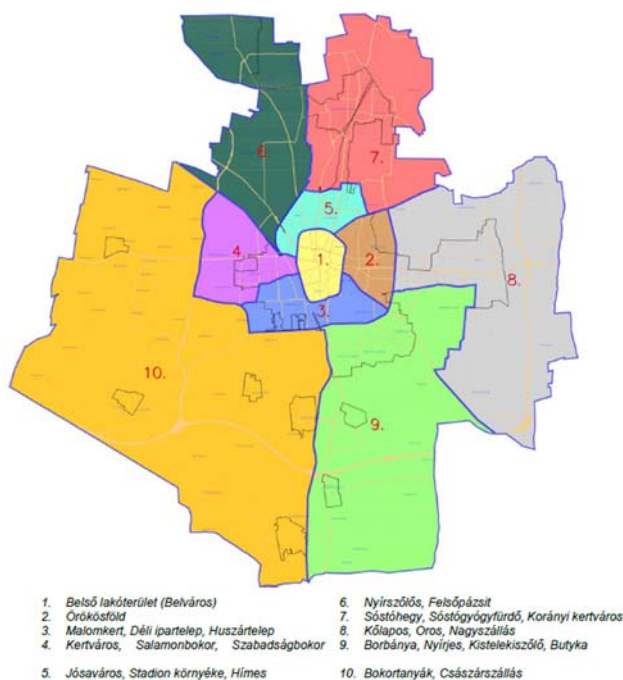 6.
7.
5.
4.
1.
2.
8.
3.
10.
9.
1. Belső lakóterület (Belváros)
2. Örökösföld
3. Malomkert, Déli ipartelep, Huszártelep
4. Kertváros, Salamonbokor, Szabadságbokor
5. Jósaváros, Stadion környéke, Hímes
6. Nyírszőlős, Felsőpázsit
7. Sóstóhegy, Sóstógyógyfürdő, Korányi kertváros
8. Kőlapos, Oros, Nagyszállás
9. Borbánya, Nyírjes, Kistelekiszőlő, Butyka
10. Bokortanyák, Császárszállás